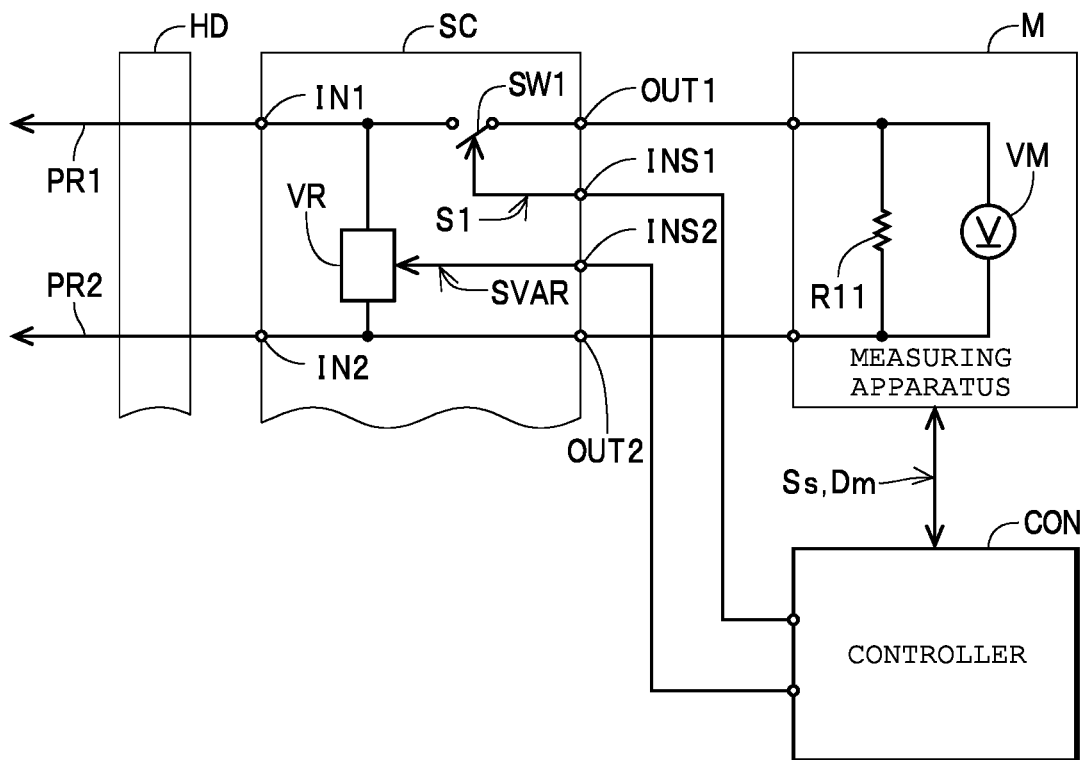 HD
SC
M
IN1
SW1
OUT1
PR1
VR
S1
INS1
VM
INS2
PR2
SVAR
R11
IN2
MEASURING
APPARATUS
OUT2
Ss,Dm
CON
CONTROLLER
V